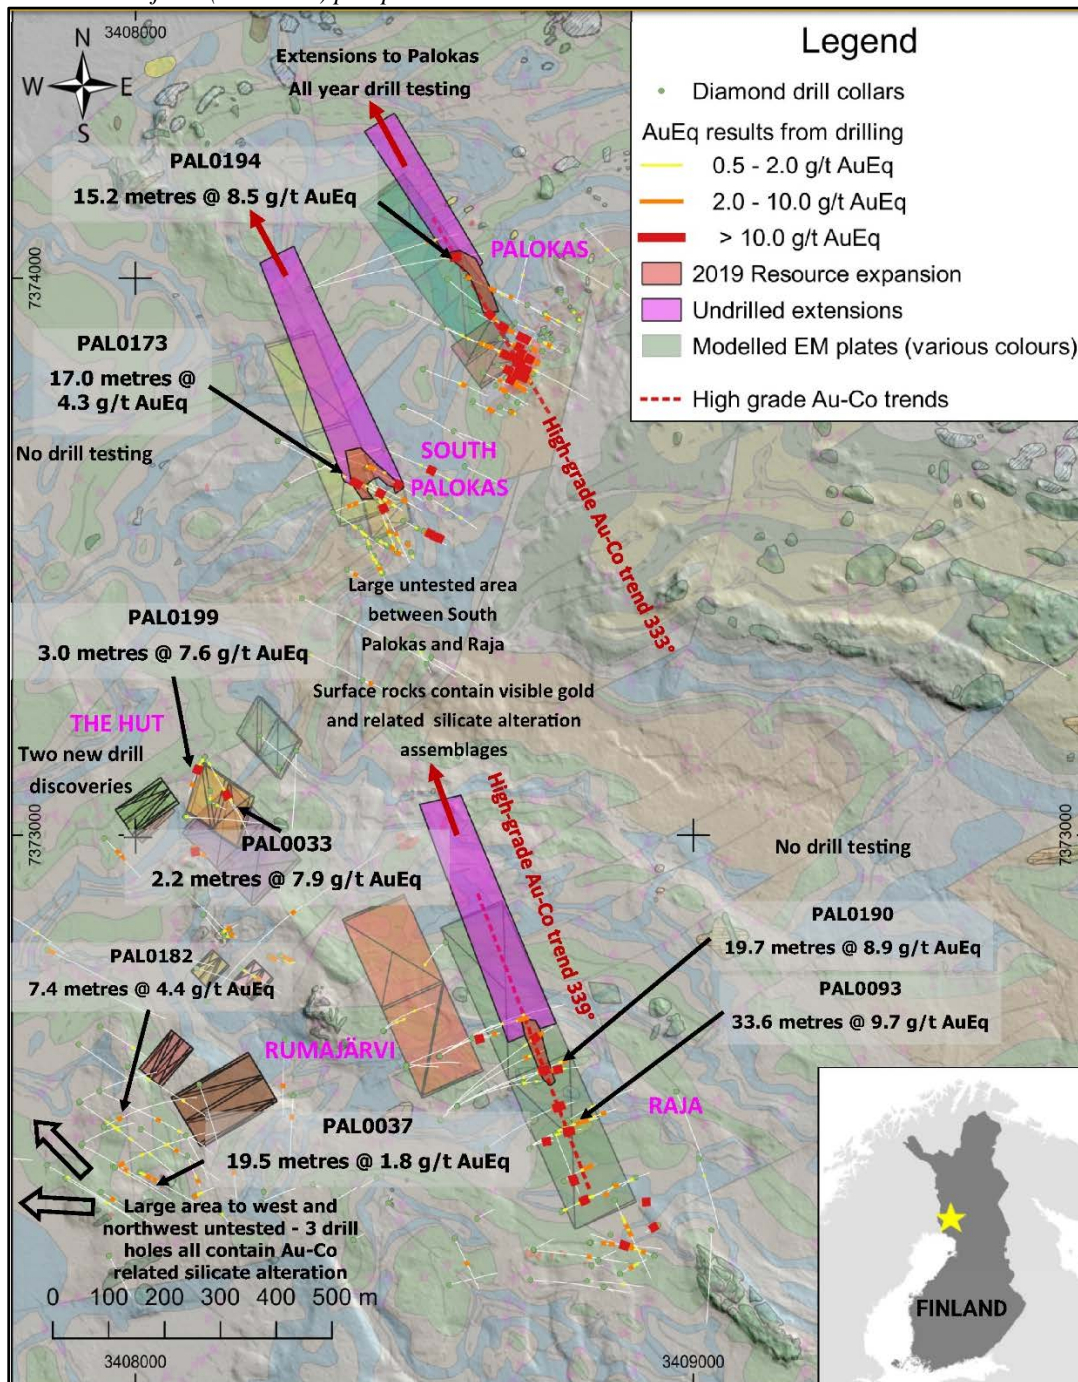 3408000
N
W E
S
Extensions to Palokas
All year drill testing
PAL0194
15.2 metres @ 8.5 g/t AuEq
PALOKAS
7374000
PAL0173
17.0 metres @
4.3 g/t AuEq
No drill testing
SOUTH
PALOKAS
High-grade Au-Co trend 333°
Legend
Diamond drill collars
AuEq results from drilling
0.5 - 2.0 g/t AuEq
2.0 - 10.0 g/t AuEq
> 10.0 g/t AuEq
2019 Resource expansion
Undrilled extensions
Modelled EM plates (various colours)
High grade Au-Co trends
Large untested area
between South
Palokas and Raja
PAL0199
3.0 metres @ 7.6 g/t AuEq
Surface rocks contain visible gold
and related silicate alteration
assemblages
THE HUT
Two new drill
discoveries
7373000
7373000
PAL0033
2.2 metres @ 7.9 g/t AuEq
High-grade Au-Co trend 339°
No drill testing
PAL0190
19.7 metres @ 8.9 g/t AuEq
PAL0093
33.6 metres @ 9.7 g/t AuEq
PAL0182
7.4 metres @ 4.4 g/t AuEq
RUMAJÄRVI
RAJA
PAL0037
19.5 metres @ 1.8 g/t AuEq
Large area to west and
northwest untested - 3 drill
holes all contain Au-Co
related silicate alteration
0 100 200 300 400 500 m
3408000
3409000
FINLAND